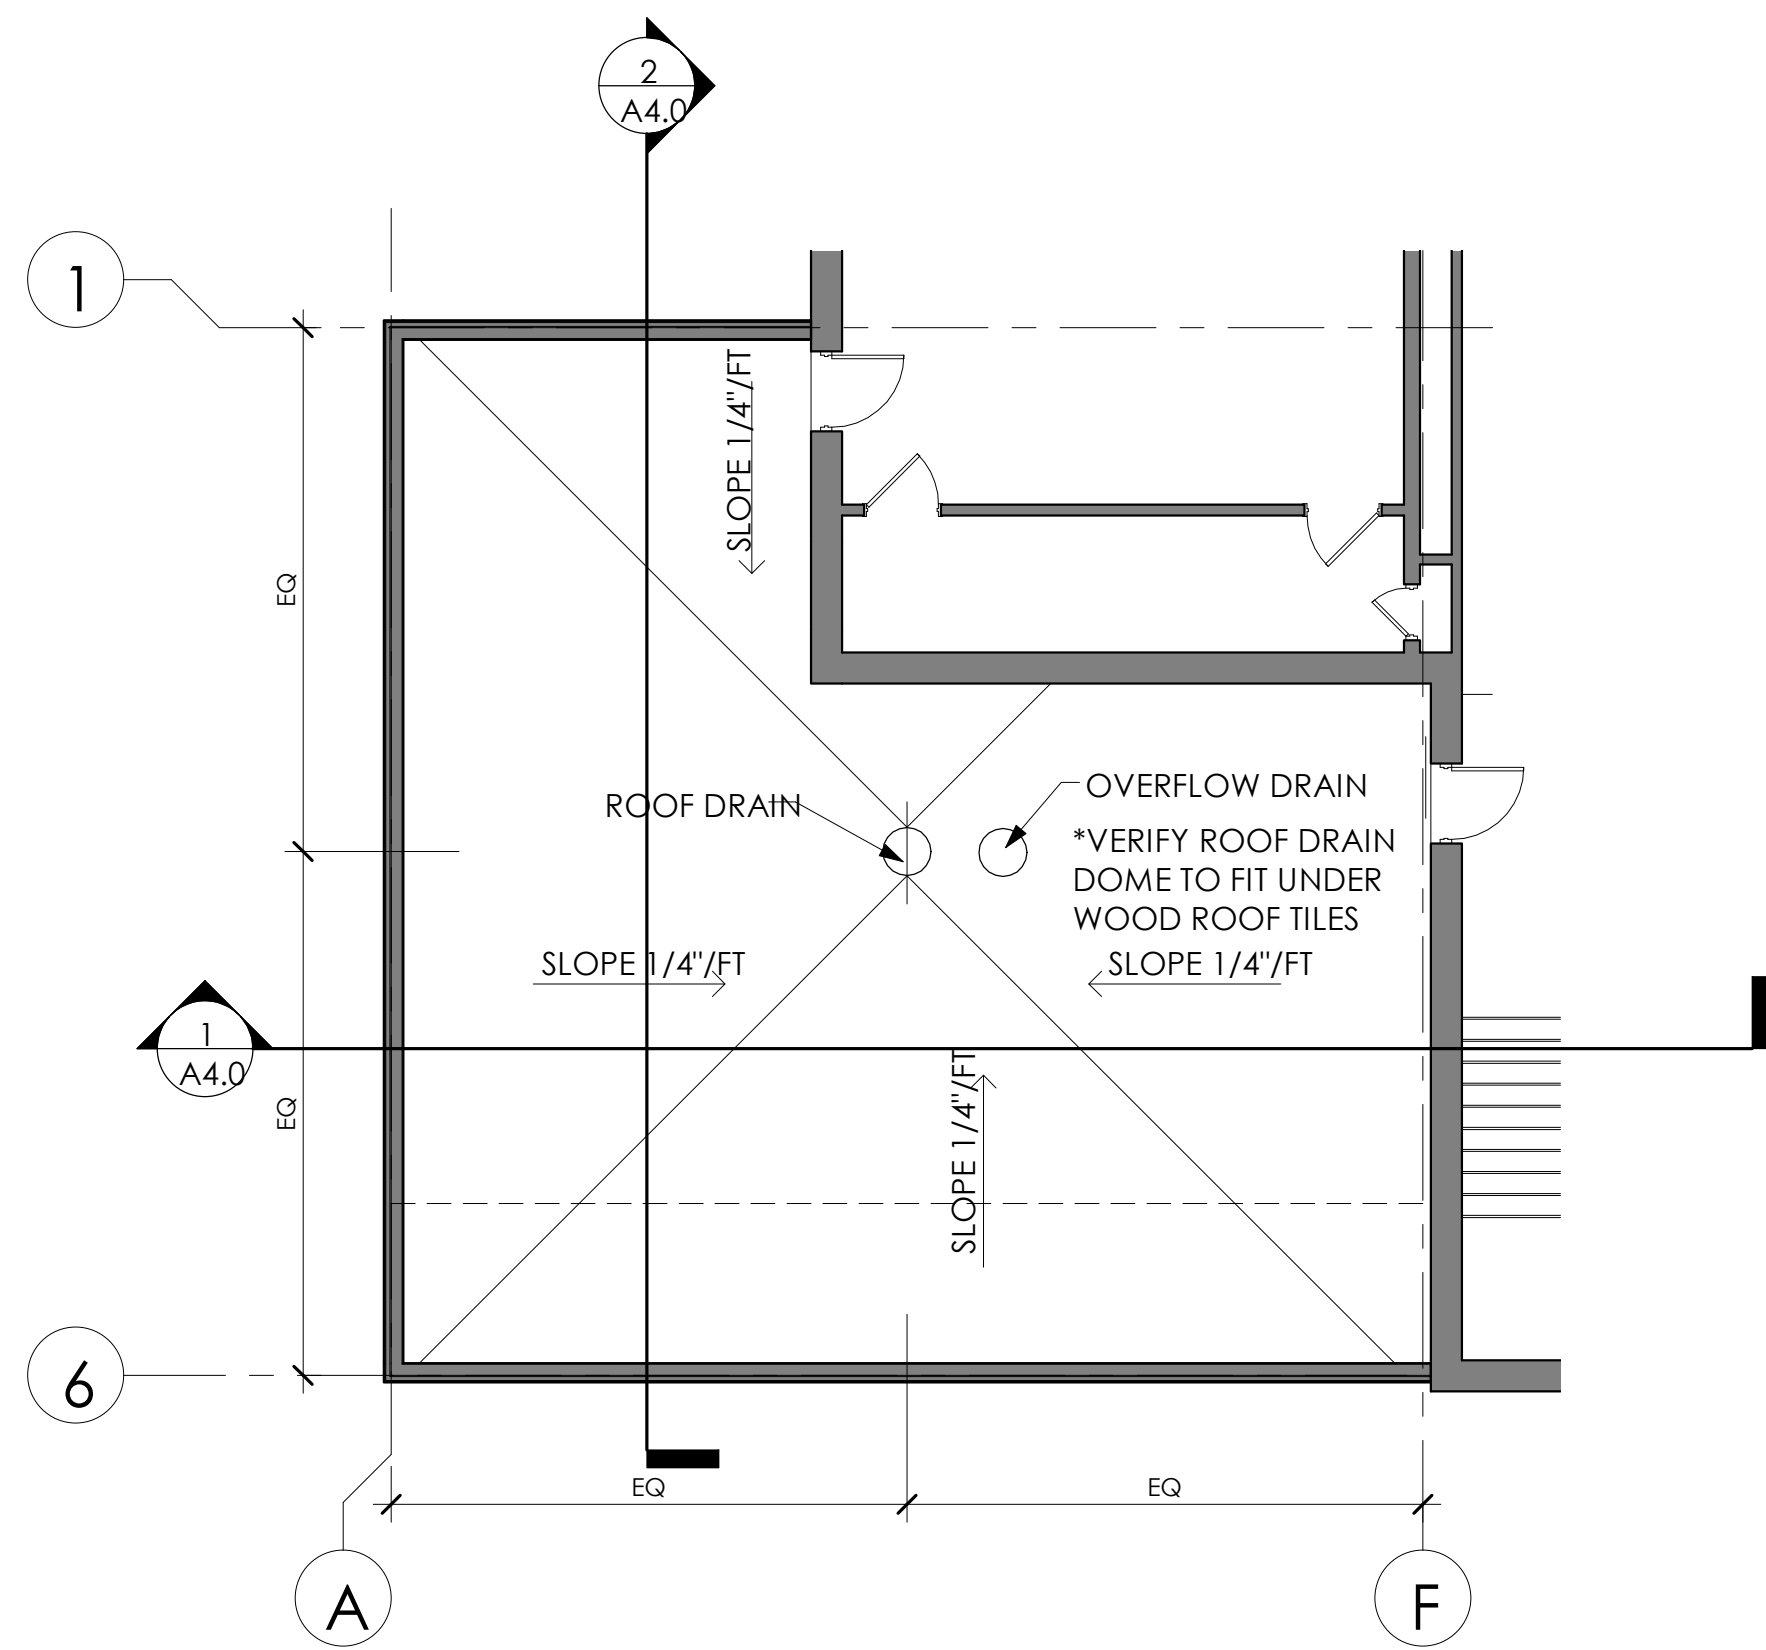 2
A4.0
1
SLOPE 1/4"/FT
EQ
ROOF DRAIN
OVERFLOW DRAIN
*VERIFY ROOF DRAIN
DOME TO FIT UNDER
WOOD ROOF TILES
SLOPE 1/4"/FT
SLOPE 1/4"/FT
1
A4.0
EQ
SLOPE 1/4"/FT
6
EQ
EQ
A
F